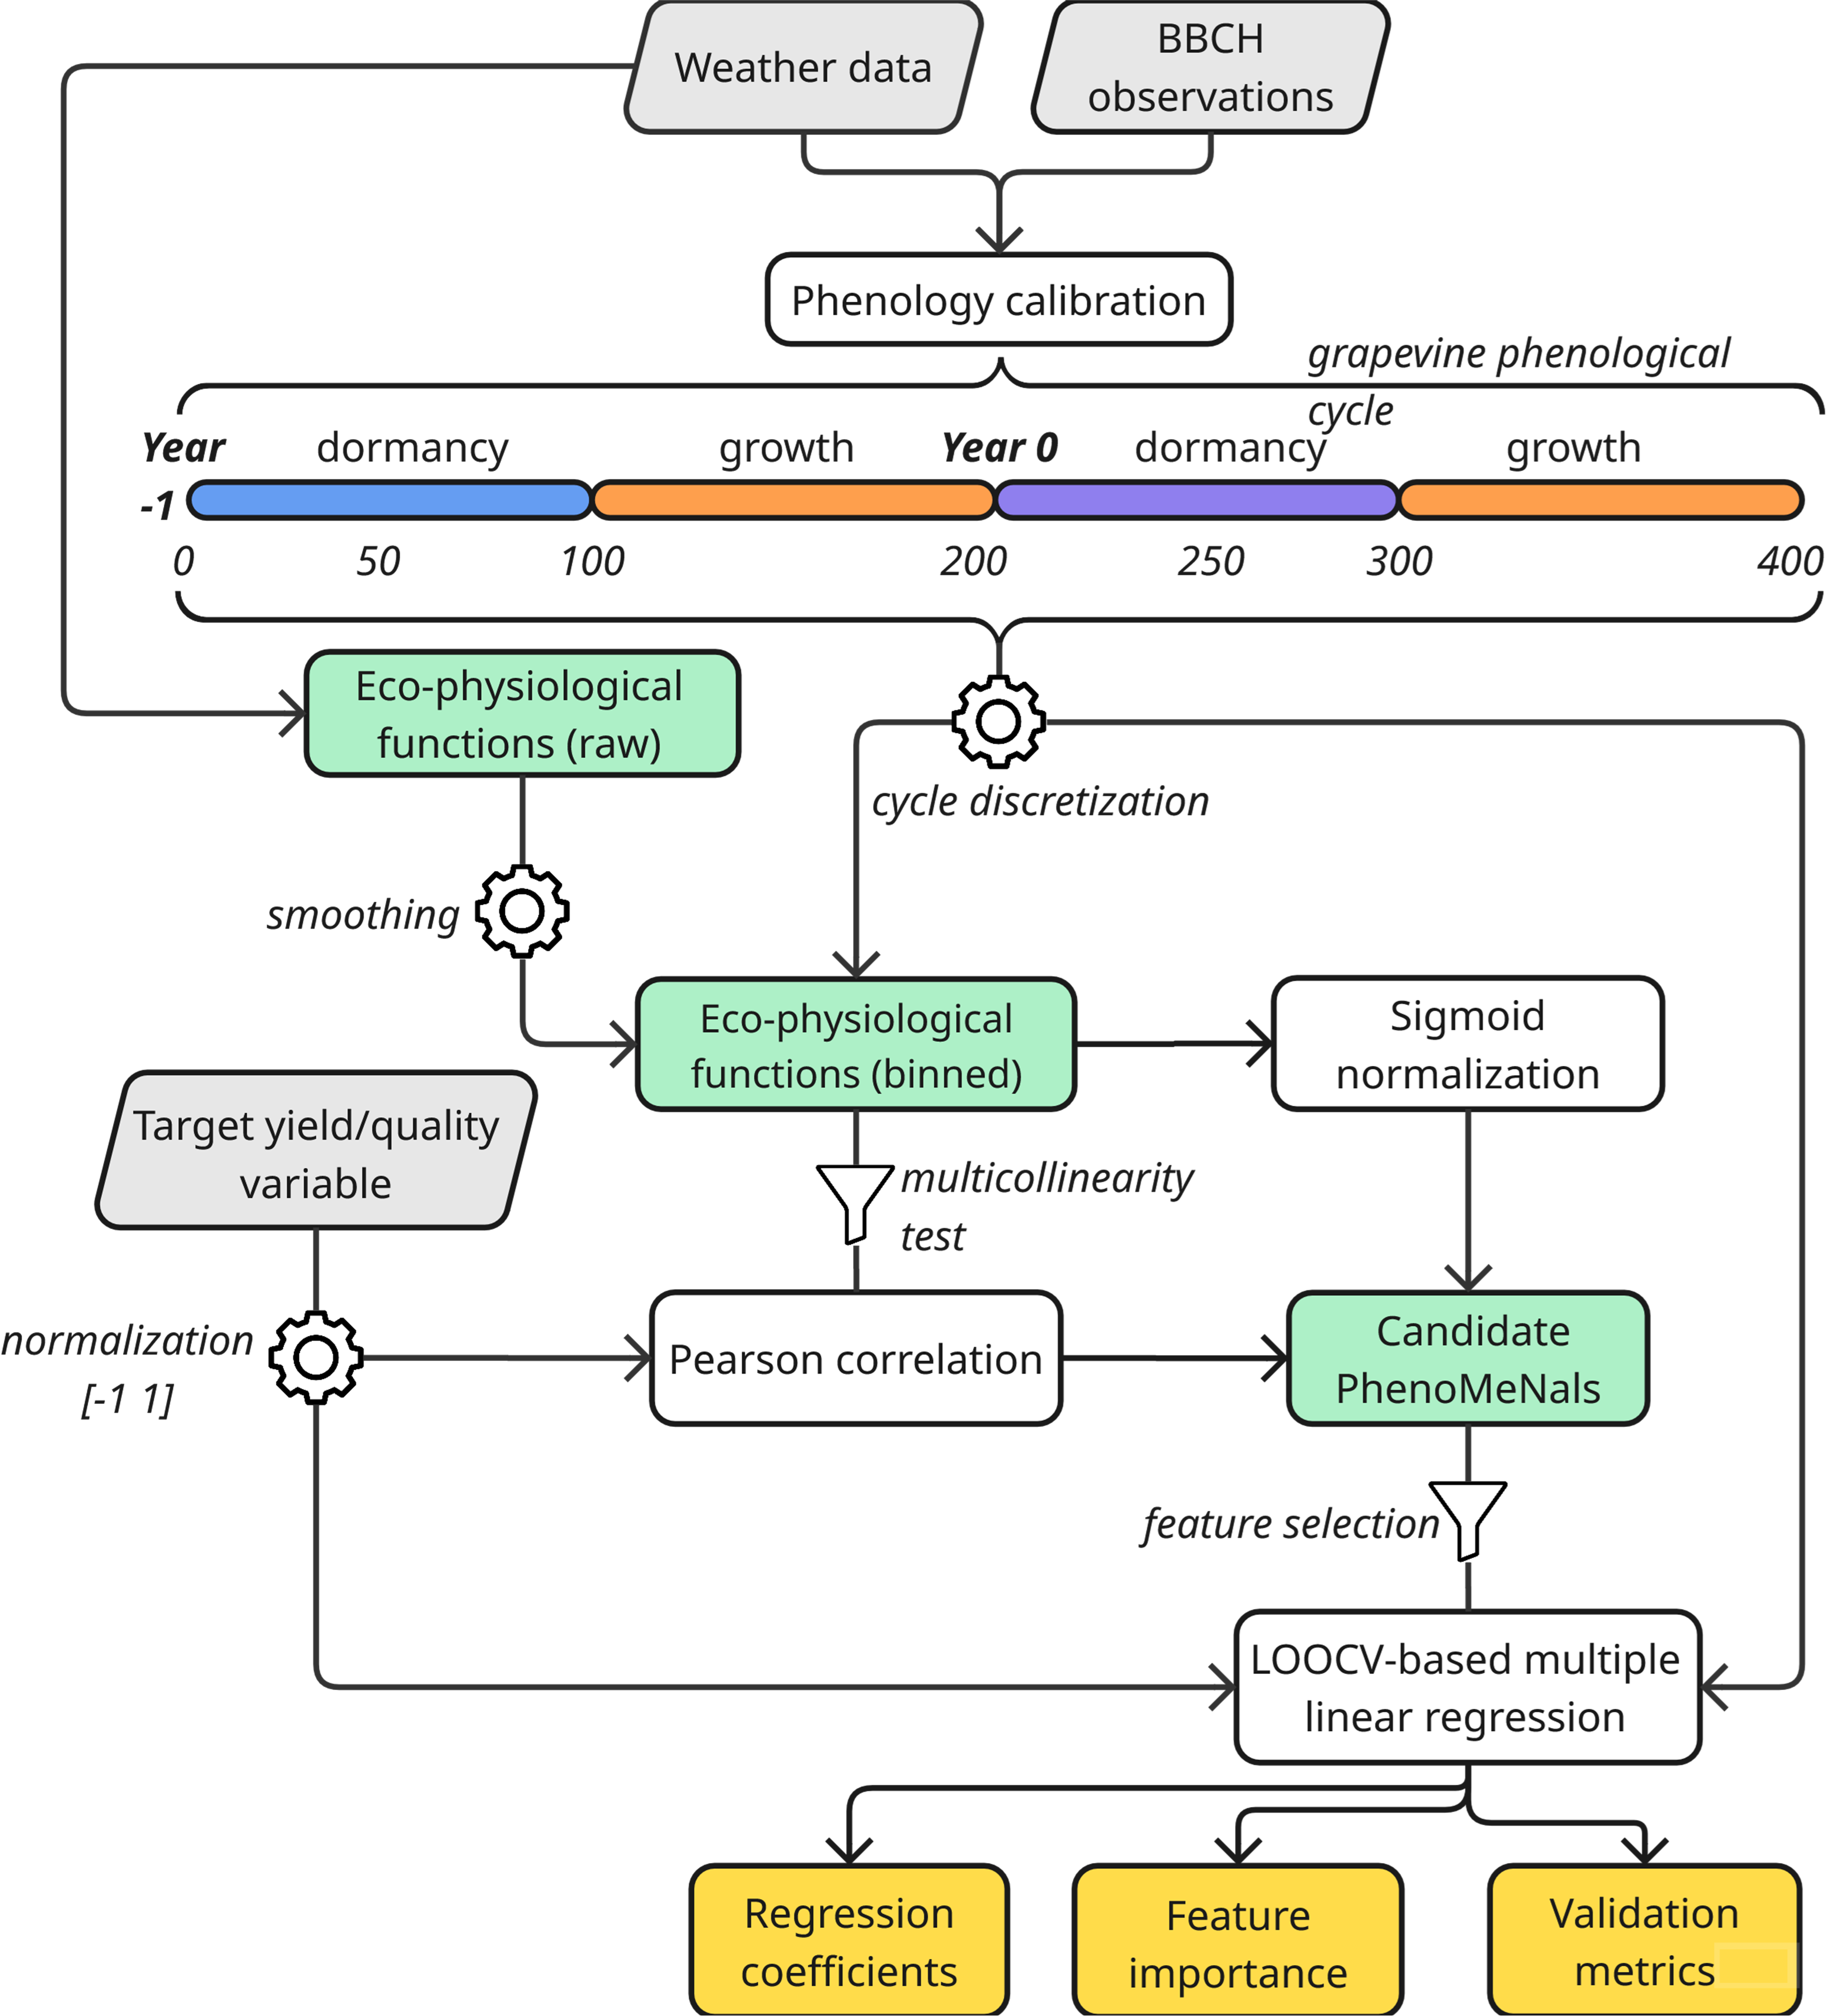 Weather data
BBCH
observations
Phenology calibration
grapevine phenological
cycle
Year
-1
dormancy
growth
Year 0
dormancy
growth
0
50
100
200
250
300
400
Eco-physiological
functions (raw)
cycle discretization
smoothing
Eco-physiological
functions (binned)
Sigmoid
normalization
Target yield/quality
variable
multicollinearity
test
normalization
[-1 1]
Pearson correlation
Candidate
PhenoMeNals
feature selection
LOOCV-based multiple
linear regression
Regression
coefficients
Feature
importance
Validation
metrics